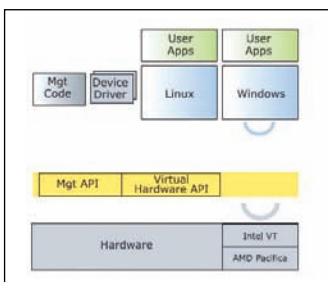 User
Apps
User
Apps
Mgt
Code
Device
Driver
Linux
Windows
Mgt API
Virtual
Hardware API
Hardware
Intel VT
AMD Pacifica